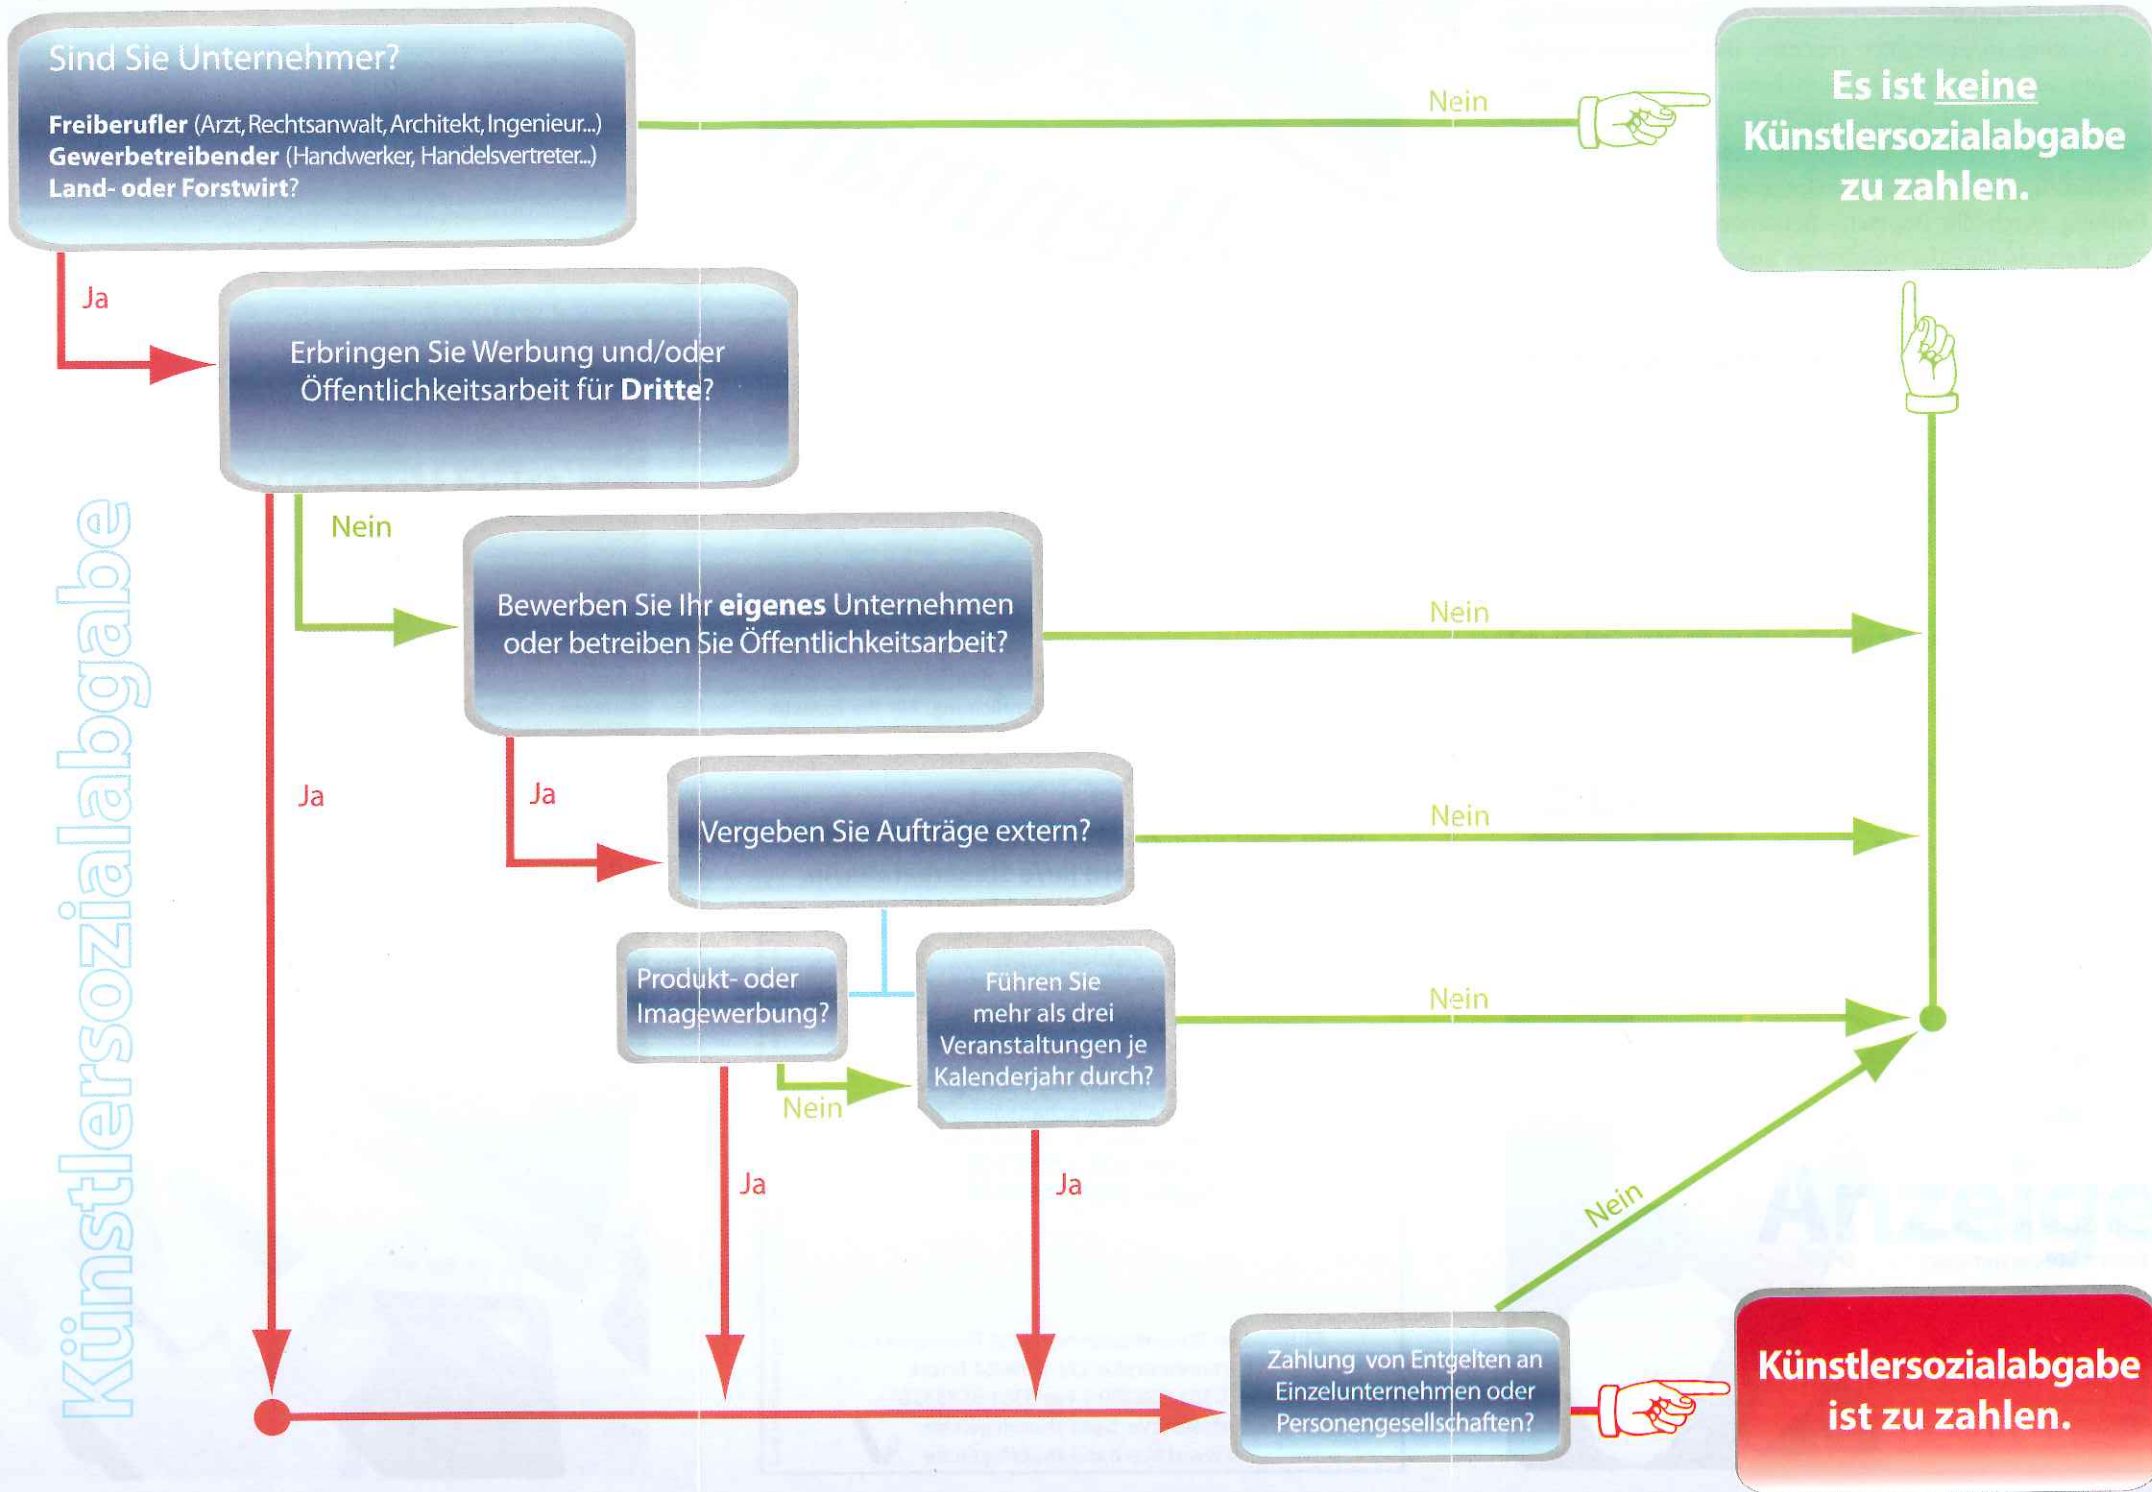 Sind Sie Unternehmer?
Freiberufler (Arzt, Rechtsanwalt, Architekt, Ingenieur...)
Gewerbetreibender (Handwerker, Handelsvertreter...)
Land- oder Forstwirt?
Nein
Es ist keine
Künstlersozialabgabe
zu zahlen.
Ja
Erbringen Sie Werbung und/oder
Öffentlichkeitsarbeit für Dritte?
Nein
Bewerben Sie Ihr eigenes Unternehmen
oder betreiben Sie Öffentlichkeitsarbeit?
Nein
Ja
Ja
Vergeben Sie Aufträge extern?
Nein
Produkt- oder
Imagewerbung?
Nein
Führen Sie
mehr als drei
Veranstaltungen je
Kalenderjahr durch?
Nein
Ja
Ja
Nein
Zahlung von Entgelten an
Einzelunternehmen oder
Personengesellschaften?
Künstlersozialabgabe
ist zu zahlen.
Künstlersozialabgabe
Anzeige